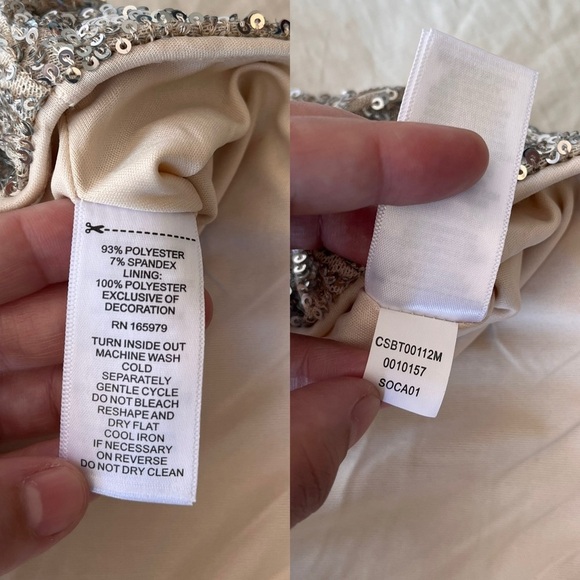 93% POLYESTER
7% SPANDEX
LINING:
100% POLYESTER
EXCLUSIVE OF
DECORATION
RN 165979
TURN INSIDE OUT
MACHINE WASH
COLD
SEPARATELY
GENTLE CYCLE
DO NOT BLEACH
RESHAPE AND
DRY FLAT
COOL IRON
IF NECESSARY
ON REVERSE
DO NOT DRY CLEAN
CSBT00112M
0010157
SOCA01